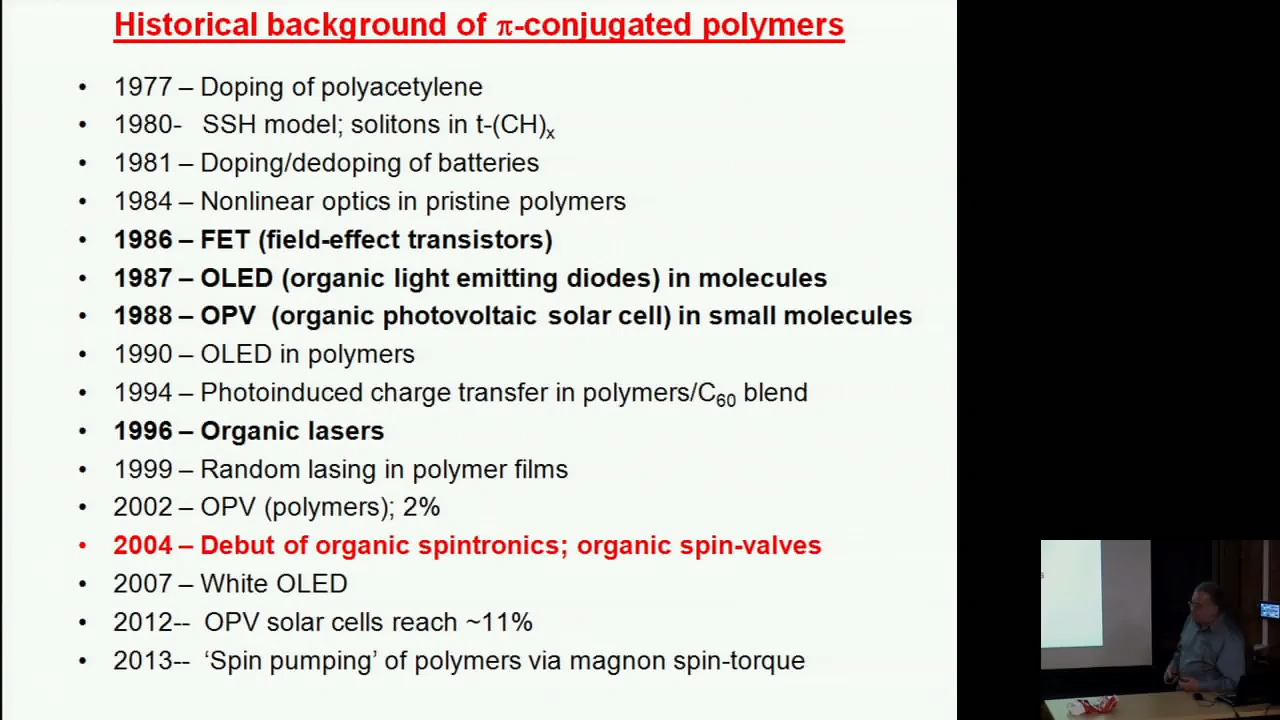 Historical background of π-conjugated polymers
• 1977 – Doping of polyacetylene
• 1980- SSH model; solitons in t-(CH)x
• 1981 – Doping/dedoping of batteries
• 1984 – Nonlinear optics in pristine polymers
• 1986 – FET (field-effect transistors)
• 1987 – OLED (organic light emitting diodes) in molecules
• 1988 – OPV (organic photovoltaic solar cell) in small molecules
• 1990 – OLED in polymers
• 1994 – Photoinduced charge transfer in polymers/C60 blend
• 1996 – Organic lasers
• 1999 – Random lasing in polymer films
• 2002 – OPV (polymers); 2%
• 2004 – Debut of organic spintronics; organic spin-valves
• 2007 – White OLED
• 2012-- OPV solar cells reach ~11%
• 2013-- ‘Spin pumping’ of polymers via magnon spin-torque